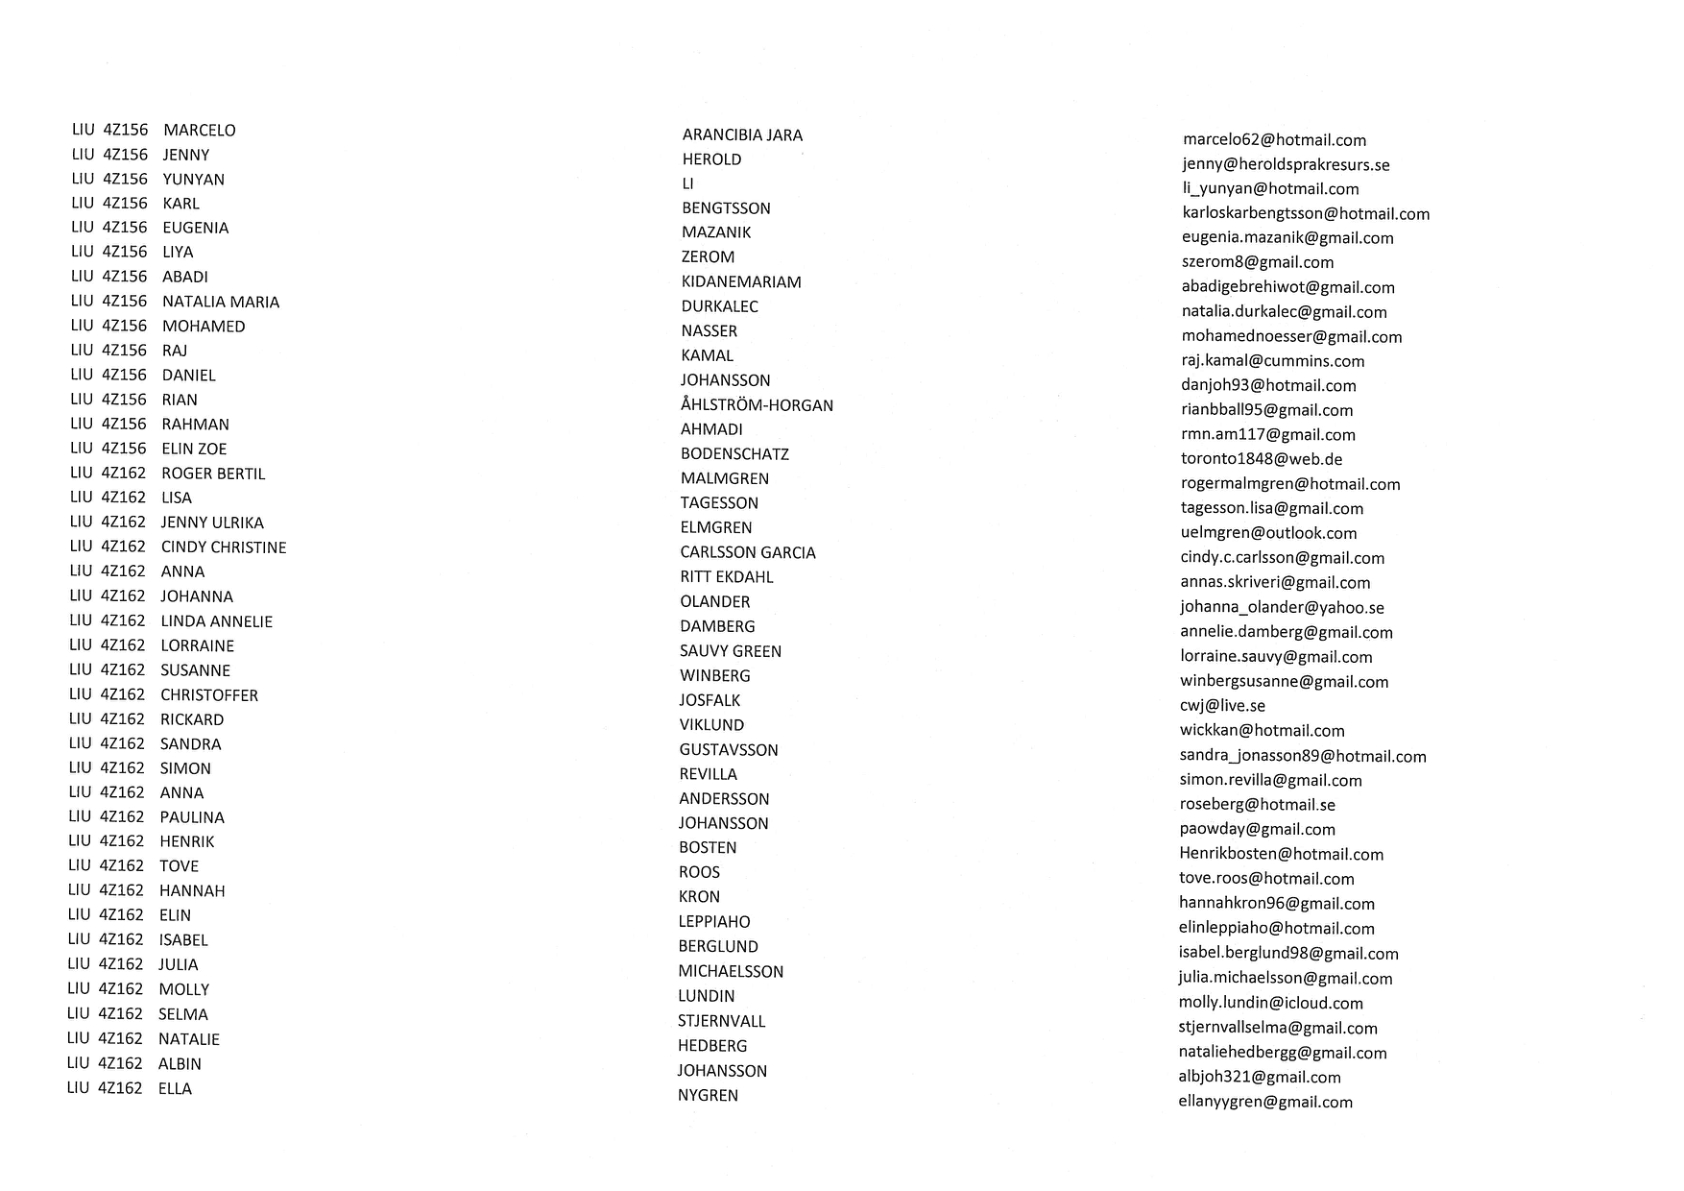 LIU 4Z156 MARCELO ARANCIBIA JARA marcelo62@hotmail.com
LIU 4Z156 JENNY HEROLD jenny@heroldsprakresurs.se
LIU 4Z156 YUNYAN LI li_yunyan@hotmail.com
LIU 4Z156 KARL BENGTSSON karloskarbengtsson@hotmail.com
LIU 4Z156 EUGENIA MAZANIK eugenia.mazanik@gmail.com
LIU 4Z156 LIYA ZEROM szerom8@gmail.com
LIU 4Z156 ABADI KIDANEMARIAM abadigebrehiwot@gmail.com
LIU 4Z156 NATALIA MARIA DURKALEC natalia.durkalec@gmail.com
LIU 4Z156 MOHAMED NASSER mohamednoesser@gmail.com
LIU 4Z156 RAJ KAMAL raj.kamal@cummins.com
LIU 4Z156 DANIEL JOHANSSON danjoh93@hotmail.com
LIU 4Z156 RIAN ÅHLSTRÖM-HORGAN rianbball95@gmail.com
LIU 4Z156 RAHMAN AHMADI rmn.am117@gmail.com
LIU 4Z156 ELIN ZOE BODENSCHATZ toronto1848@web.de
LIU 4Z162 ROGER BERTIL MALMGREN rogermalmgren@hotmail.com
LIU 4Z162 LISA TAGESSON tagesson.lisa@gmail.com
LIU 4Z162 JENNY ULRIKA ELMGREN uelmgren@outlook.com
LIU 4Z162 CINDY CHRISTINE CARLSSON GARCIA cindy.c.carlsson@gmail.com
LIU 4Z162 ANNA RITT EKDAHL annas.skriveri@gmail.com
LIU 4Z162 JOHANNA OLANDER johanna_olander@yahoo.se
LIU 4Z162 LINDA ANNELIE DAMBERG annelie.damberg@gmail.com
LIU 4Z162 LORRAINE SAUVY GREEN lorraine.sauvy@gmail.com
LIU 4Z162 SUSANNE WINBERG winbergsusanne@gmail.com
LIU 4Z162 CHRISTOFFER JOSFALK cwj@live.se
LIU 4Z162 RICKARD VIKLUND wickkan@hotmail.com
LIU 4Z162 SANDRA GUSTAVSSON sandra_jonasson89@hotmail.com
LIU 4Z162 SIMON REVILLA simon.revilla@gmail.com
LIU 4Z162 ANNA ANDERSSON roseberg@hotmail.se
LIU 4Z162 PAULINA JOHANSSON paowday@gmail.com
LIU 4Z162 HENRIK BOSTEN Henrikbosten@hotmail.com
LIU 4Z162 TOVE ROOS tove.roos@hotmail.com
LIU 4Z162 HANNAH KRON hannahkron96@gmail.com
LIU 4Z162 ELIN LEPPIAHO elinleppiaho@hotmail.com
LIU 4Z162 ISABEL BERGLUND isabel.berglund98@gmail.com
LIU 4Z162 JULIA MICHAELSSON julia.michaelsson@gmail.com
LIU 4Z162 MOLLY LUNDIN molly.lundin@icloud.com
LIU 4Z162 SELMA STJERNVALL stjernvallselma@gmail.com
LIU 4Z162 NATALIE HEDBERG nataliehedbergg@gmail.com
LIU 4Z162 ALBIN JOHANSSON albjoh321@gmail.com
LIU 4Z162 ELLA NYGREN ellanyygren@gmail.com